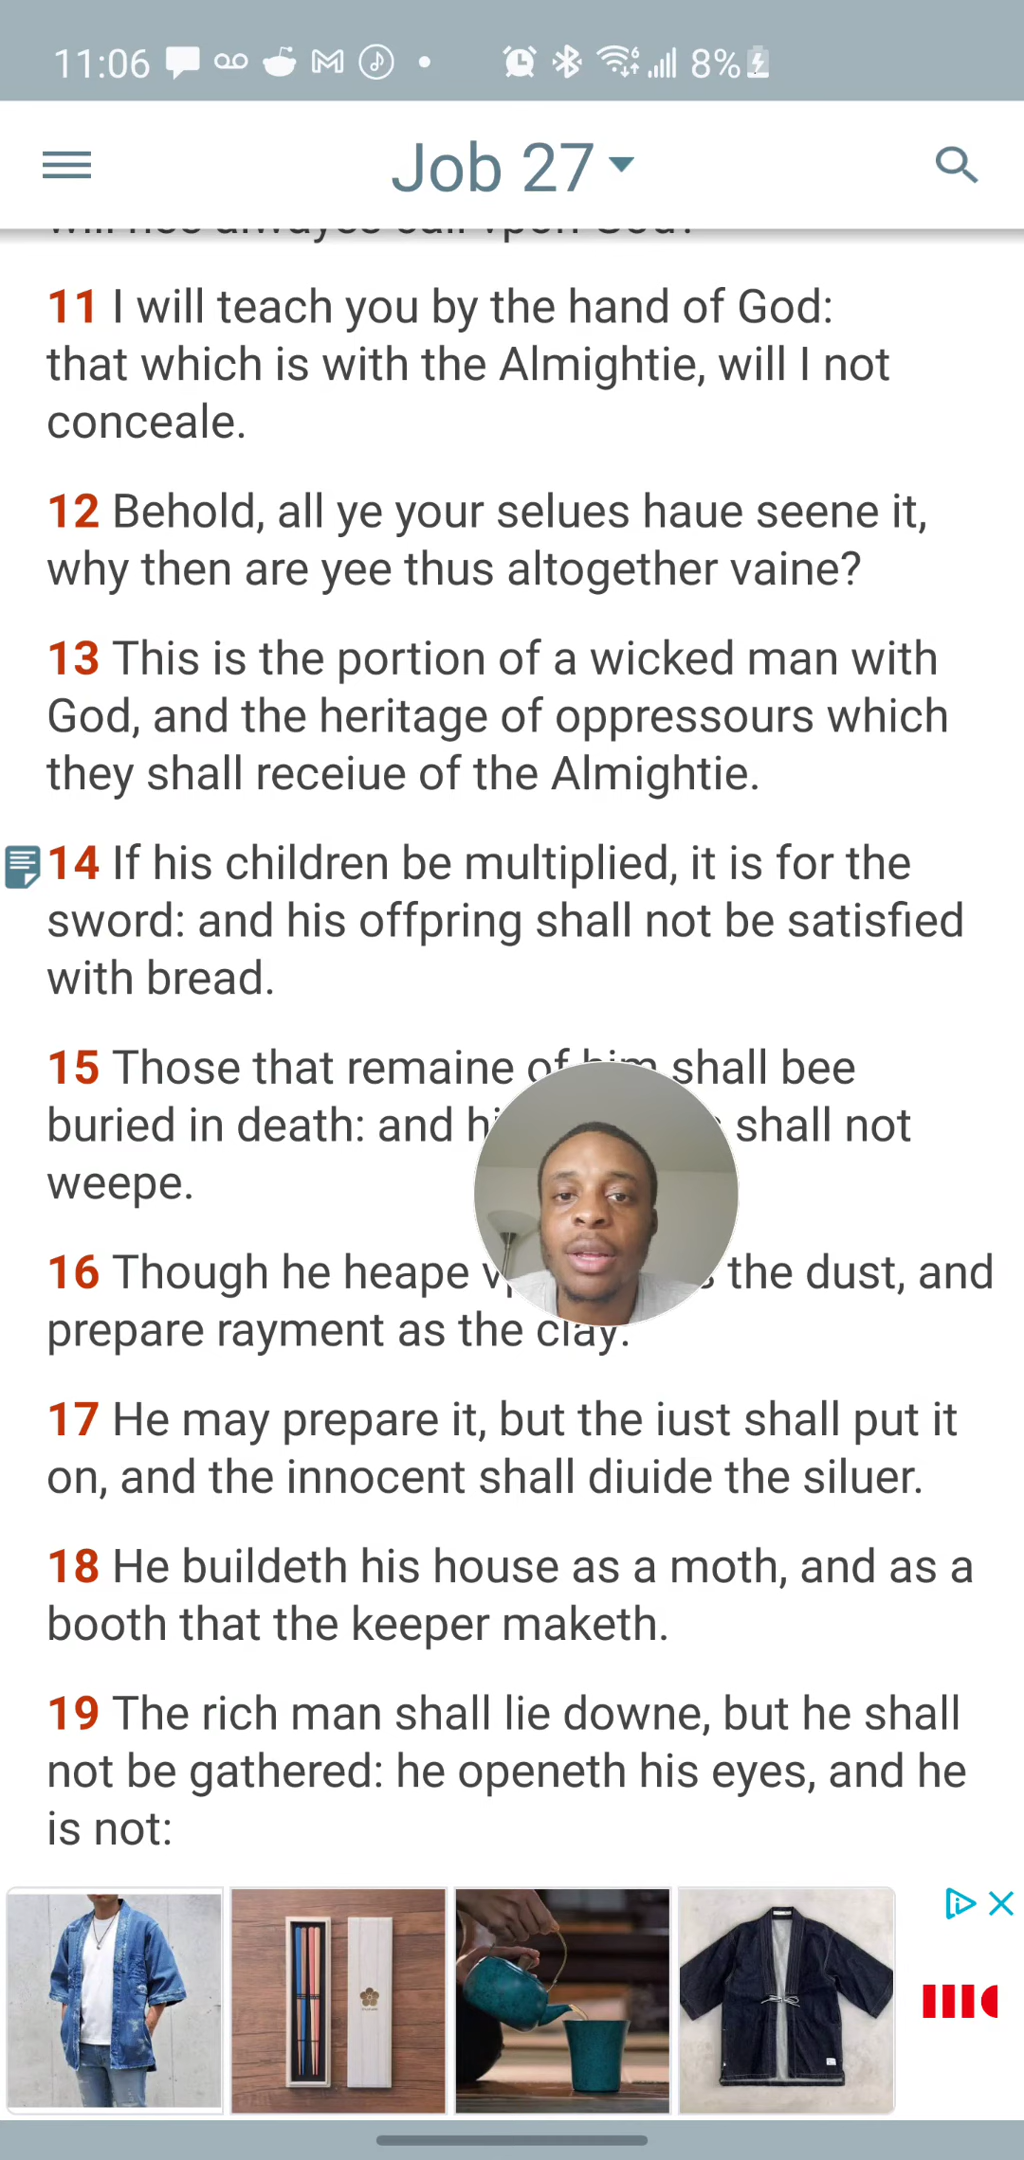 11:06
8%
Job 27
11 I will teach you by the hand of God:
that which is with the Almightie, will I not
conceale.
12 Behold, all ye your selues haue seene it,
why then are yee thus altogether vaine?
13 This is the portion of a wicked man with
God, and the heritage of oppressours which
they shall receiue of the Almightie.
14 If his children be multiplied, it is for the
sword: and his offpring shall not be satisfied
with bread.
15 Those that remaine of him shall bee
buried in death: and shall not
weepe.
16 Though he heape the dust, and
prepare rayment as the clay:
17 He may prepare it, but the iust shall put it
on, and the innocent shall diuide the siluer.
18 He buildeth his house as a moth, and as a
booth that the keeper maketh.
19 The rich man shall lie downe, but he shall
not be gathered: he openeth his eyes, and he
is not: